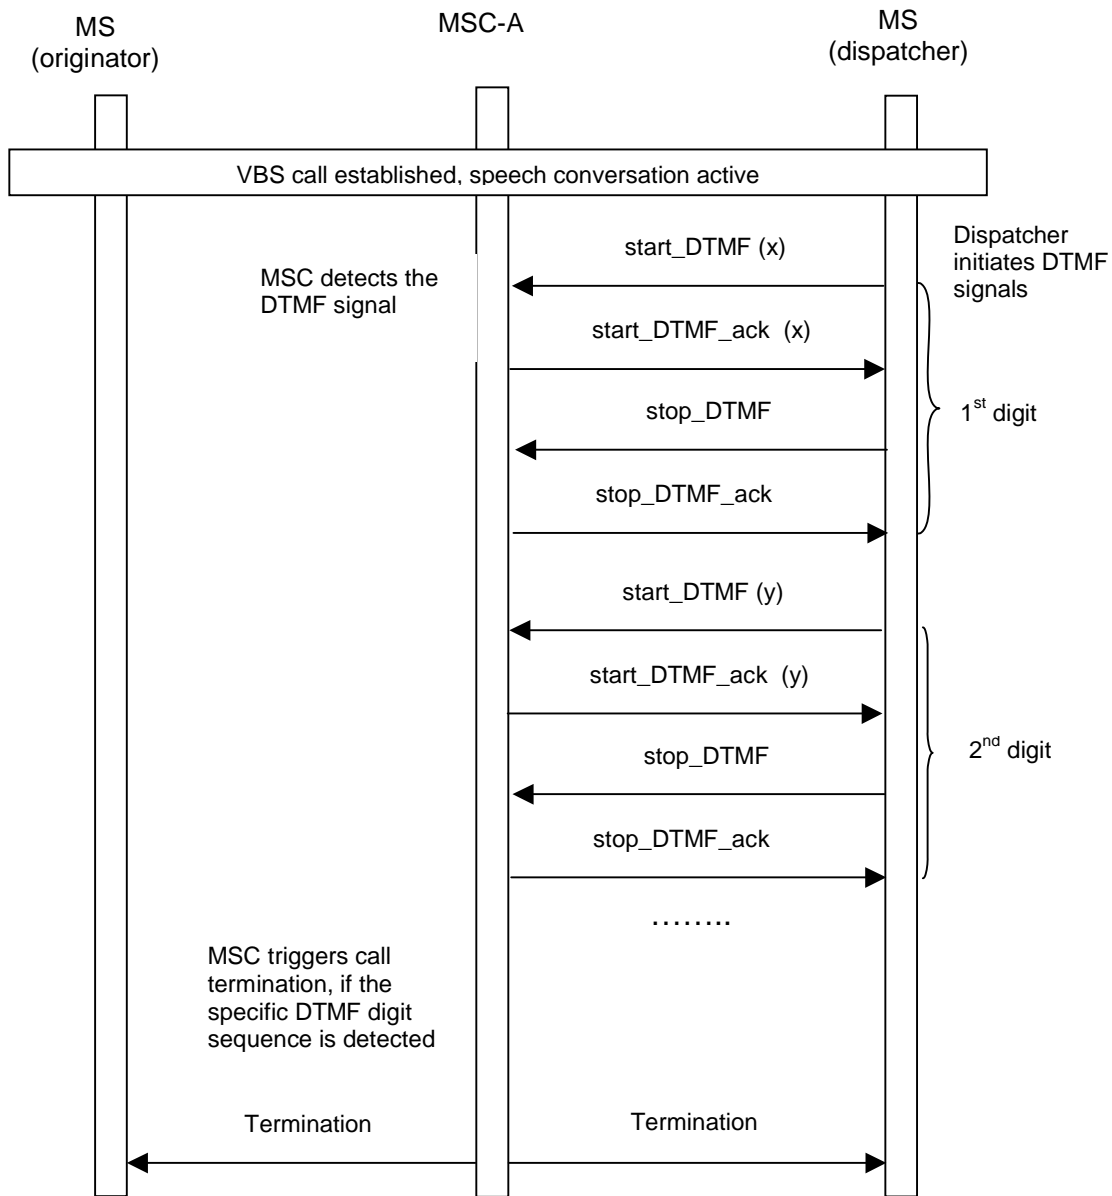 MS
(originator)
MSC-A
MS
(dispatcher)
VBS call established, speech conversation active
start_DTMF (x)
Dispatcher
initiates DTMF
signals
MSC detects the
DTMF signal
start_DTMF_ack (x)
stop_DTMF
1st digit
stop_DTMF_ack
start_DTMF (y)
start_DTMF_ack (y)
stop_DTMF
2nd digit
stop_DTMF_ack
……..
MSC triggers call
termination, if the
specific DTMF digit
sequence is detected
Termination
Termination